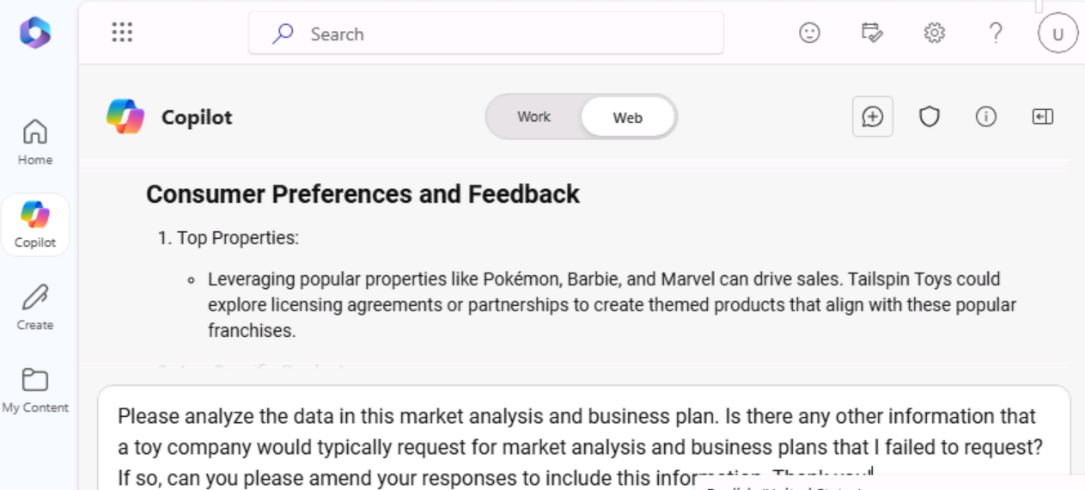 Search
U
Copilot
Work
Web
Home
Copilot
Create
My Content
Consumer Preferences and Feedback
1. Top Properties:
Leveraging popular properties like Pokémon, Barbie, and Marvel can drive sales. Tailspin Toys could
explore licensing agreements or partnerships to create themed products that align with these popular
franchises.
Please analyze the data in this market analysis and business plan. Is there any other information that
a toy company would typically request for market analysis and business plans that I failed to request?
If so, can you please amend your responses to include this information. Thank you!